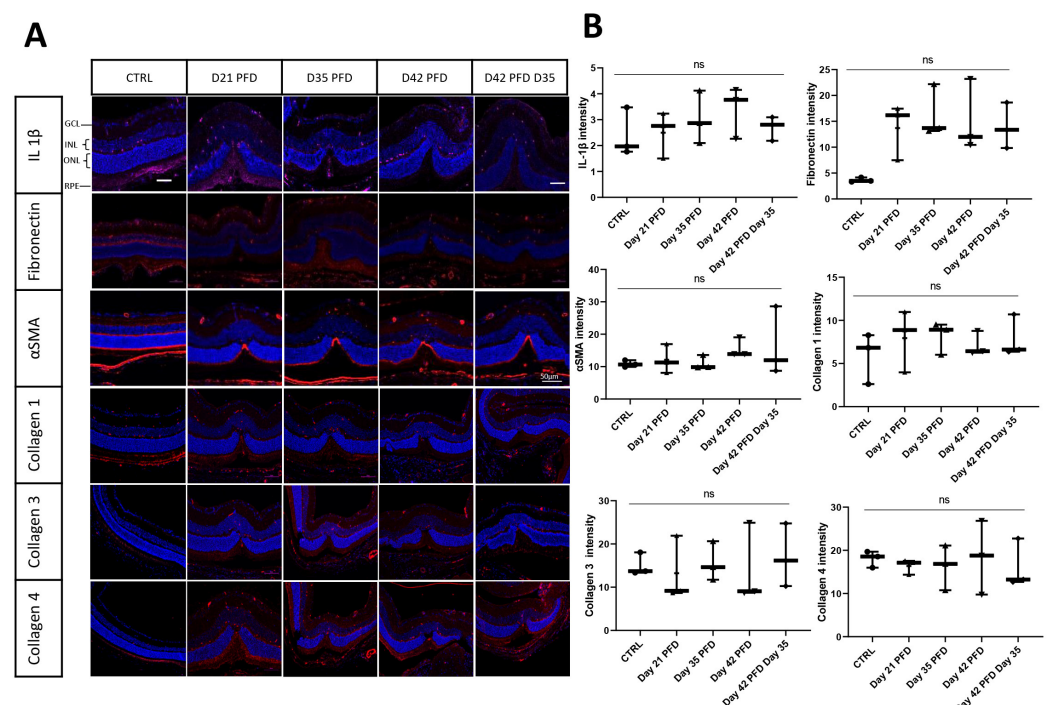 A
B
CTRL
D21 PFD
D35 PFD
D42 PFD
D42 PFD D35
IL 1β
GCL
INL
ONL
RPE
Fibronectin
αSMA
50µm
Collagen 1
Collagen 3
Collagen 4
ns
IL-1β intensity
5
4
3
2
1
0
CTRL
Day 21 PFD
Day 35 PFD
Day 42 PFD
Day 42 PFD Day 35
ns
Fibronectin intensity
25
20
15
10
5
0
CTRL
Day 21 PFD
Day 35 PFD
Day 42 PFD
Day 42 PFD Day 35
ns
αSMA intensity
40
30
20
10
0
CTRL
Day 21 PFD
Day 35 PFD
Day 42 PFD
Day 42 PFD Day 35
ns
Collagen 1 intensity
15
10
5
0
CTRL
Day 21 PFD
Day 35 PFD
Day 42 PFD
Day 42 PFD Day 35
ns
Collagen 3 intensity
30
20
10
0
CTRL
Day 21 PFD
Day 35 PFD
Day 42 PFD
Day 42 PFD Day 35
ns
Collagen 4 intensity
30
20
10
0
CTRL
Day 21 PFD
Day 35 PFD
Day 42 PFD
Day 42 PFD Day 35